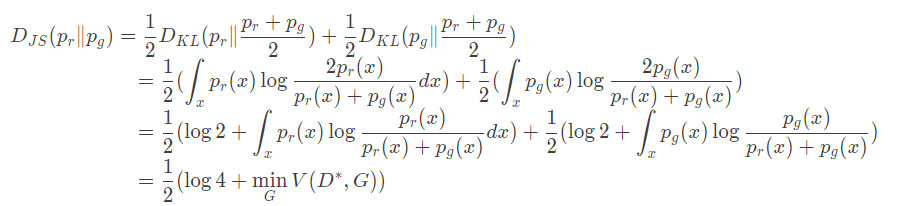 D_{JS}(p_r \| p_g) = \frac{1}{2} D_{KL}(p_r \| \frac{p_r + p_g}{2}) + \frac{1}{2} D_{KL}(p_g \| \frac{p_r + p_g}{2})
= \frac{1}{2} ( \int_x p_r(x) \log \frac{2p_r(x)}{p_r(x) + p_g(x)} dx) + \frac{1}{2} ( \int_x p_g(x) \log \frac{2p_g(x)}{p_r(x) + p_g(x)} )
= \frac{1}{2} (\log 2 + \int_x p_r(x) \log \frac{p_r(x)}{p_r(x) + p_g(x)} dx) + \frac{1}{2} (\log 2 + \int_x p_g(x) \log \frac{p_g(x)}{p_r(x) + p_g(x)} )
= \frac{1}{2} (\log 4 + \min_G V(D^*, G))